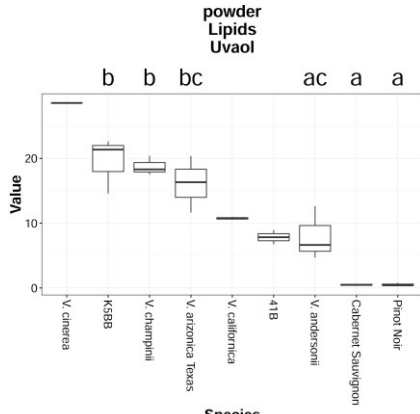 powder
Lipids
Uvaol
b b bc ac a a
Value
20
10
0
V. cinerea
K5BB
V. champinii
V. arizonica Texas
V. californica
41B
V. andersonii
Cabernet Sauvignon
Pinot Noir
Species